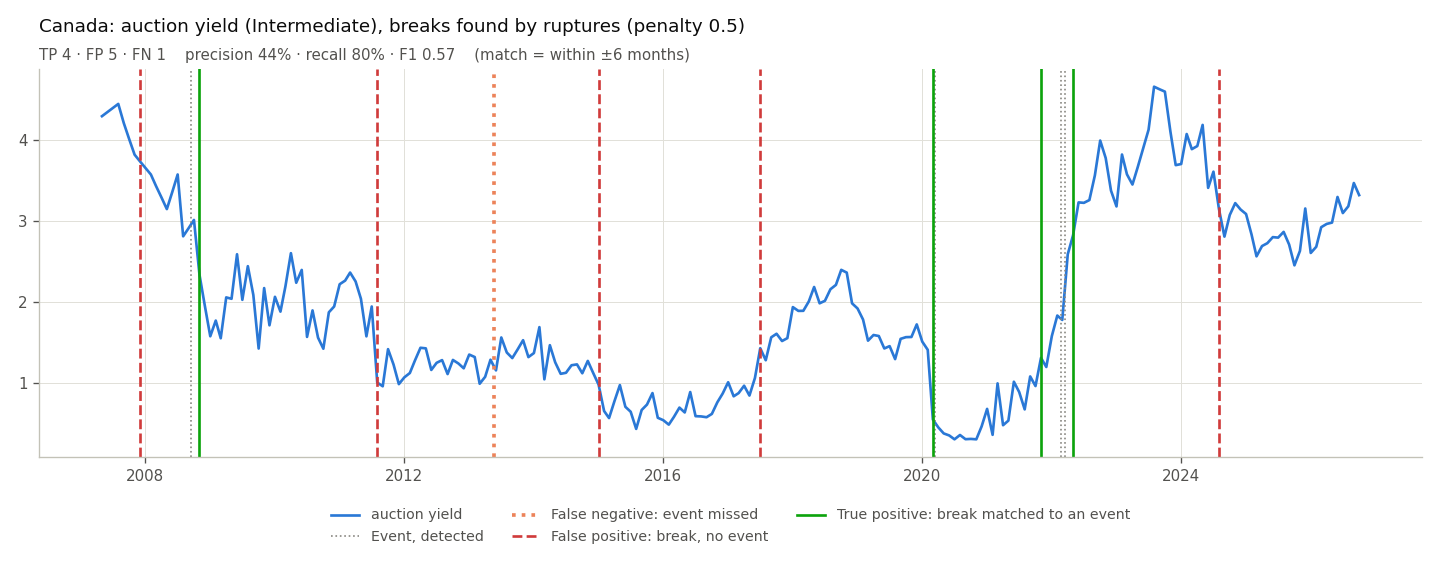 Canada: auction yield (Intermediate), breaks found by ruptures (penalty 0.5)
TP 4 · FP 5 · FN 1    precision 44% · recall 80% · F1 0.57    (match = within ±6 months)
4
3
2
1
2008 2012 2016 2020 2024
auction yield False negative: event missed True positive: break matched to an event
Event, detected False positive: break, no event